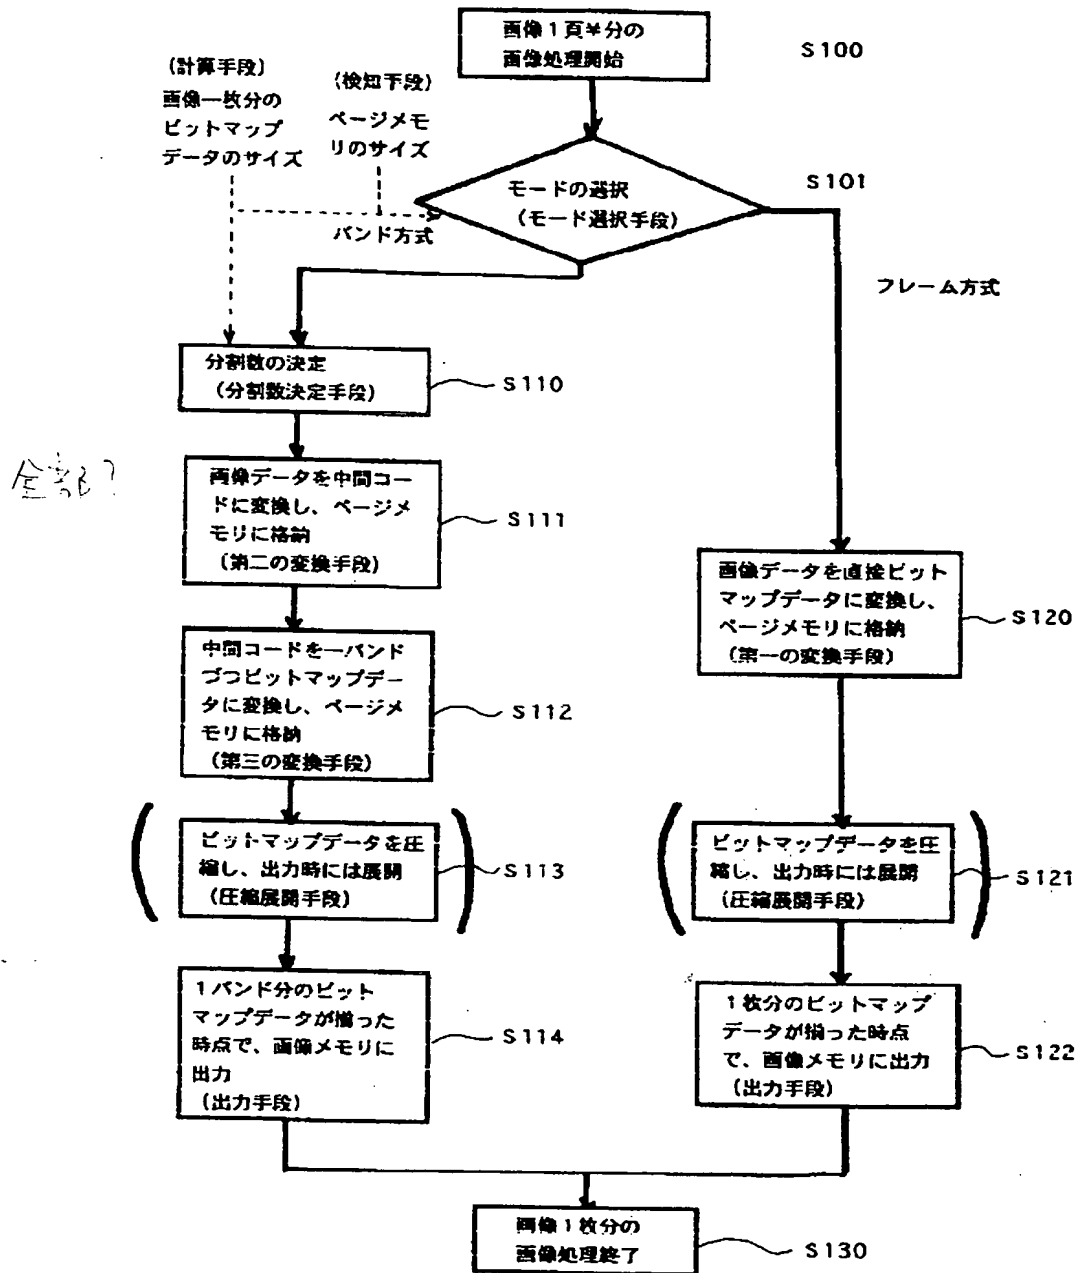 画像１頁¥分の
画像処理開始
S100
(計算手段)
画像一枚分の
ビットマップ
データのサイズ
(検知下段)
ページメモ
リのサイズ
モードの選択
(モード選択手段)
S101
バンド方式
フレーム方式
分割数の決定
(分割数決定手段)
S110
全部?
画像データを中間コー
ドに変換し、ページメ
モリに格納
(第二の変換手段)
S111
中間コードを一バンド
づつビットマップデー
タに変換し、ページメ
モリに格納
(第三の変換手段)
S112
ビットマップデータを圧
縮し、出力時には展開
(圧縮展開手段)
S113
１バンド分のビット
マップデータが揃った
時点で、画像メモリに
出力
(出力手段)
S114
画像データを直接ビット
マップデータに変換し、
ページメモリに格納
(第一の変換手段)
S120
ビットマップデータを圧
縮し、出力時には展開
(圧縮展開手段)
S121
１枚分のビットマップ
データが揃った時点
で、画像メモリに出力
(出力手段)
S122
画像１枚分の
画像処理終了
S130